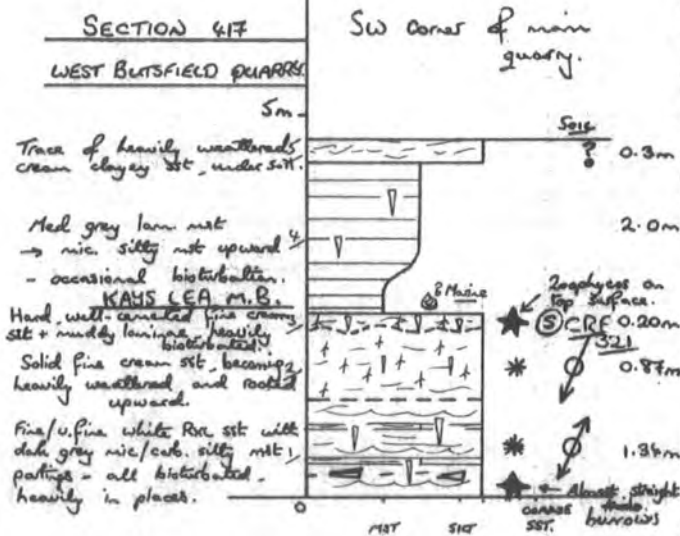 SECTION 417
SW Corner of main
quarry.
WEST BUTSFIELD QUARRY.
5m
Soil
Trace of heavily weathered
cream clayey sst, under soil.
?
0.3m
Med grey lam. mst
4
→ mic. silty mst upward
- occasional bioturbation.
2.0m
KAYS LEA M.B.
? Marine
Zoophycos on
top surface.
Hard, well-cemented fine cream
3
sst + muddy laminae, heavily
bioturbated.
S CRF 0.20m
321
Solid fine cream sst, becoming
2
heavily weathered and rooted
upward.
0.87m
Fine/v.fine white Rxl sst with
dark grey mic/carb. silty mst
1
partings - all bioturbated -
heavily in places.
1.34m
← Almost straight
burrows
0
MST
SLST
COARSE
SST.